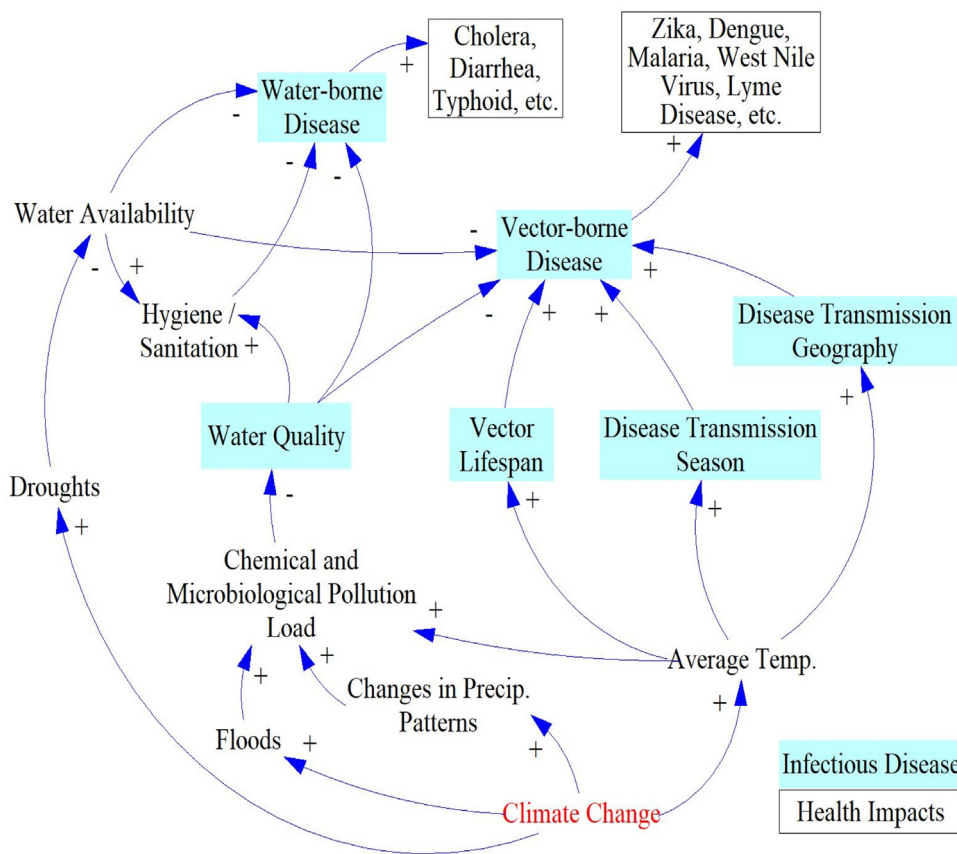 Cholera,
Diarrhea,
Typhoid, etc.
+
Zika, Dengue,
Malaria, West Nile
Virus, Lyme
Disease, etc.
+
Water-borne
Disease
-
-
-
Water Availability
-
+
Vector-borne
Disease
-
-
+
+
+
Hygiene /
Sanitation
+
Disease Transmission
Geography
+
Water Quality
-
Vector
Lifespan
+
Disease Transmission
Season
+
Droughts
+
Chemical and
Microbiological Pollution
Load
+
+
+
Average Temp.
+
Changes in Precip.
Patterns
+
Floods
+
Climate Change
Infectious Disease
Health Impacts